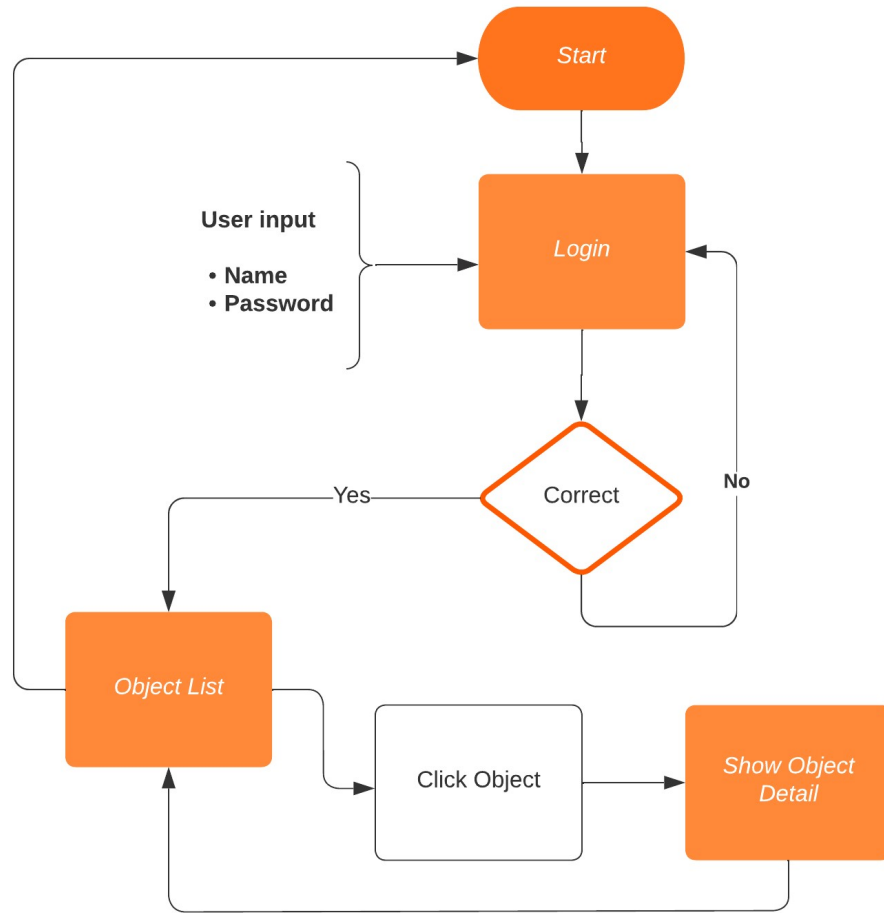 Start
User input
• Name
• Password
Login
Correct
No
Yes
Object List
Click Object
Show Object
Detail